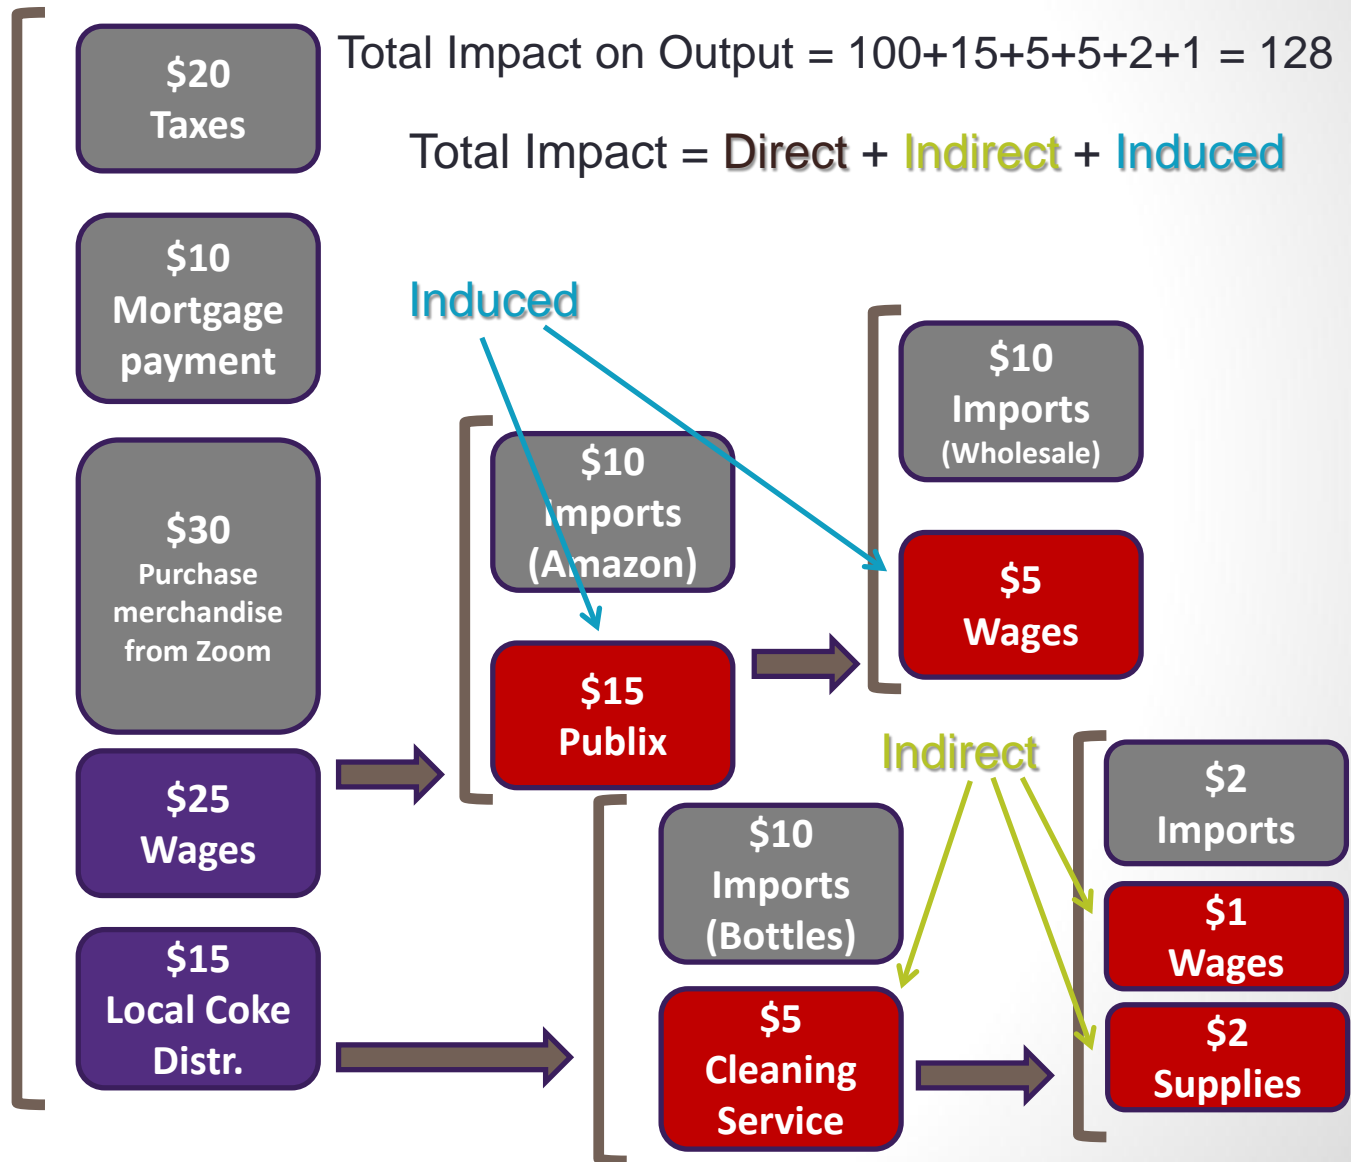 Total Impact on Output = 100+15+5+5+2+1 = 128
Total Impact = Direct + Indirect + Induced
$20
Taxes
$10
Mortgage
payment
$30
Purchase
merchandise
from Zoom
$25
Wages
$15
Local Coke
Distr.
Induced
$10
Imports
(Amazon)
$15
Publix
$10
Imports
(Wholesale)
$5
Wages
Indirect
$10
Imports
(Bottles)
$5
Cleaning
Service
$2
Imports
$1
Wages
$2
Supplies